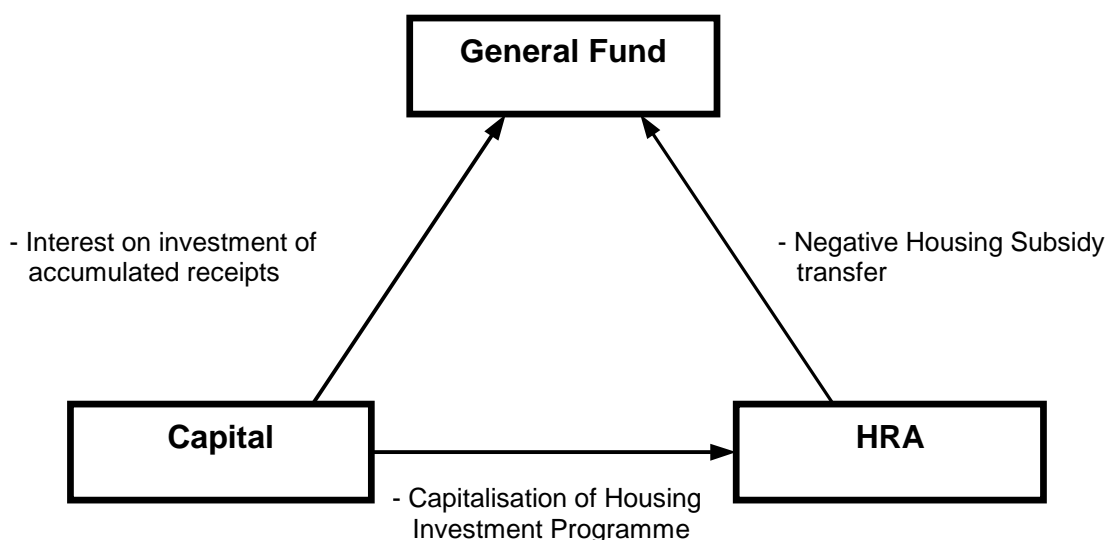 General Fund
- Interest on investment of
accumulated receipts
- Negative Housing Subsidy
transfer
Capital
HRA
- Capitalisation of Housing
Investment Programme